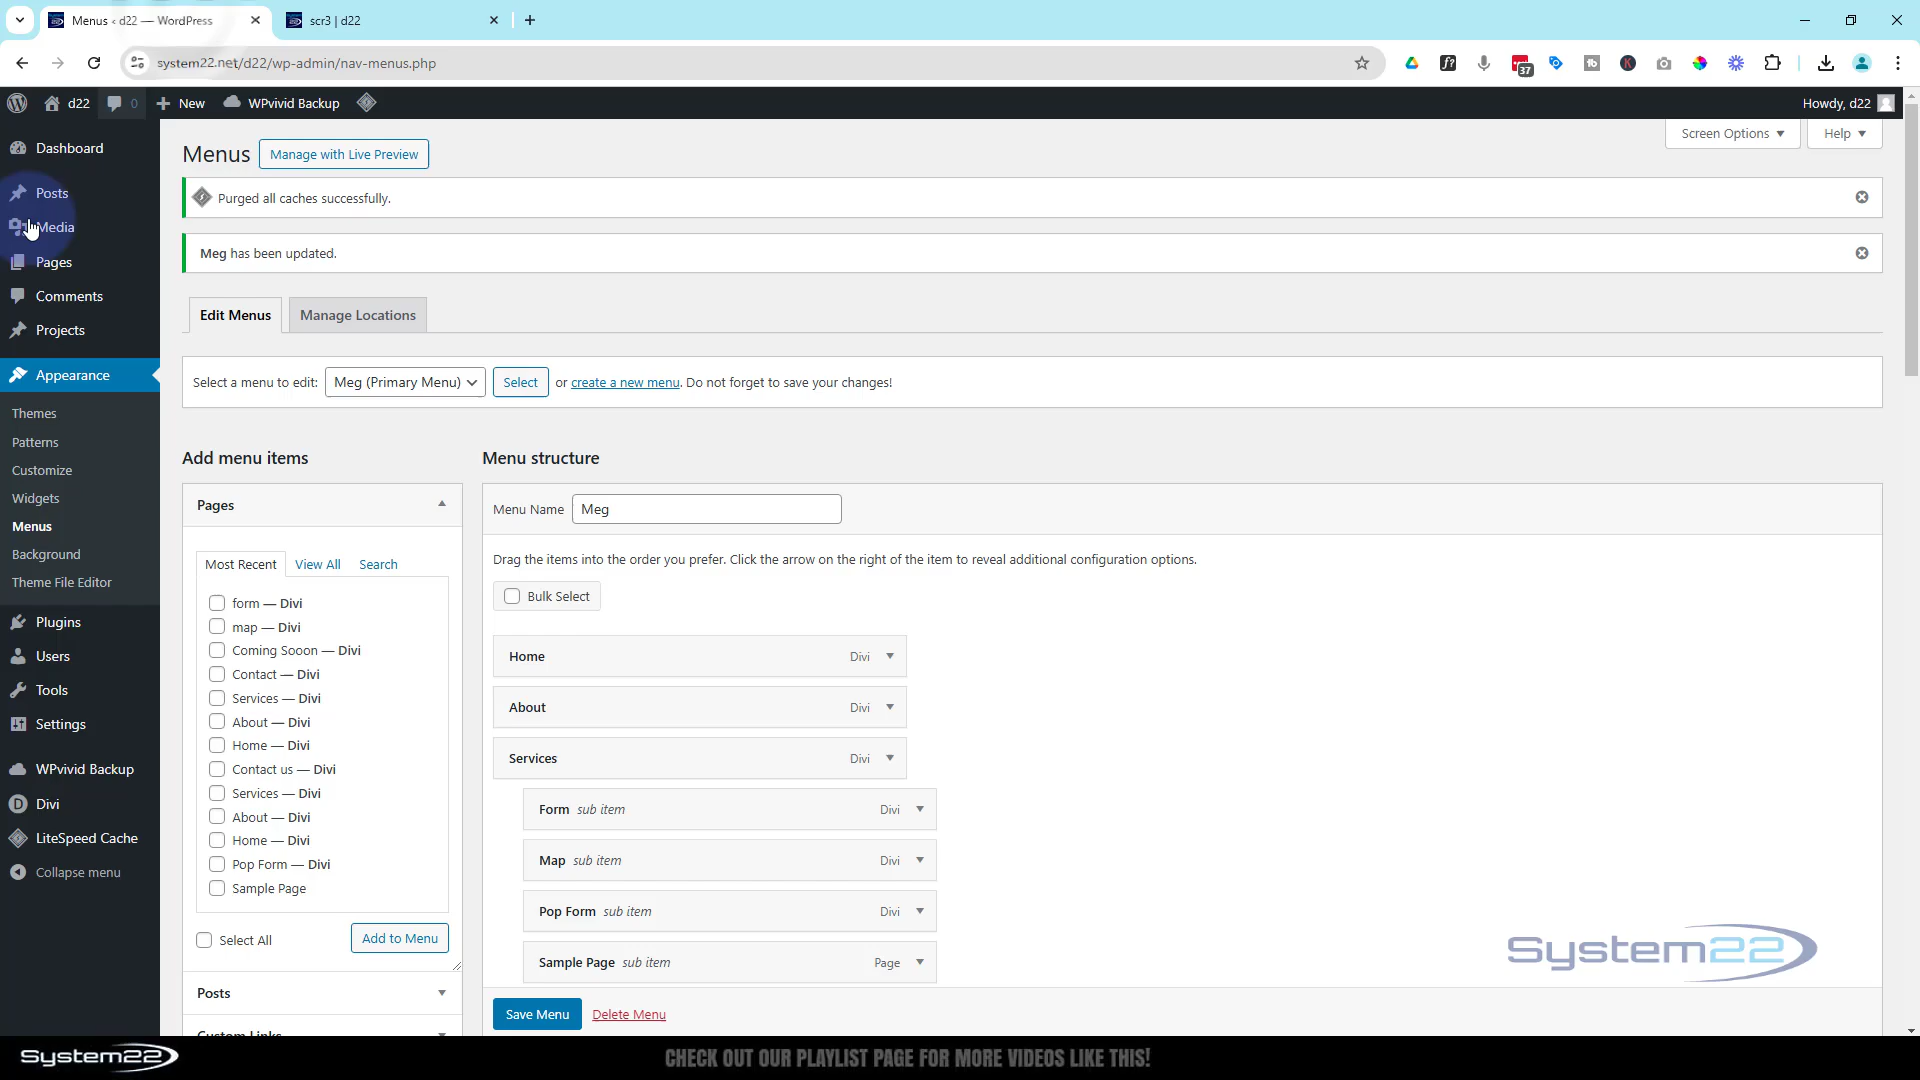 Menus ‹ d22 — WordPress
scr3 | d22
system22.net/d22/wp-admin/nav-menus.php
37
d22
0
New
WPvivid Backup
Howdy, d22
Dashboard
Posts
Media
Pages
Comments
Projects
Appearance
Themes
Patterns
Customize
Widgets
Menus
Background
Theme File Editor
Plugins
Users
Tools
Settings
WPvivid Backup
Divi
LiteSpeed Cache
Collapse menu
Screen Options
Help
Menus
Manage with Live Preview
Purged all caches successfully.
Meg has been updated.
Edit Menus
Manage Locations
Select a menu to edit: Meg (Primary Menu) Select or create a new menu. Do not forget to save your changes!
Add menu items
Pages
Most Recent View All Search
form — Divi
map — Divi
Coming Sooon — Divi
Contact — Divi
Services — Divi
About — Divi
Home — Divi
Contact us — Divi
Services — Divi
About — Divi
Home — Divi
Pop Form — Divi
Sample Page
Select All
Add to Menu
Posts
Custom Links
Menu structure
Menu Name Meg
Drag the items into the order you prefer. Click the arrow on the right of the item to reveal additional configuration options.
Bulk Select
Home Divi
About Divi
Services Divi
Form sub item Divi
Map sub item Divi
Pop Form sub item Divi
Sample Page sub item Page
Save Menu Delete Menu
System22
System22
CHECK OUT OUR PLAYLIST PAGE FOR MORE VIDEOS LIKE THIS!